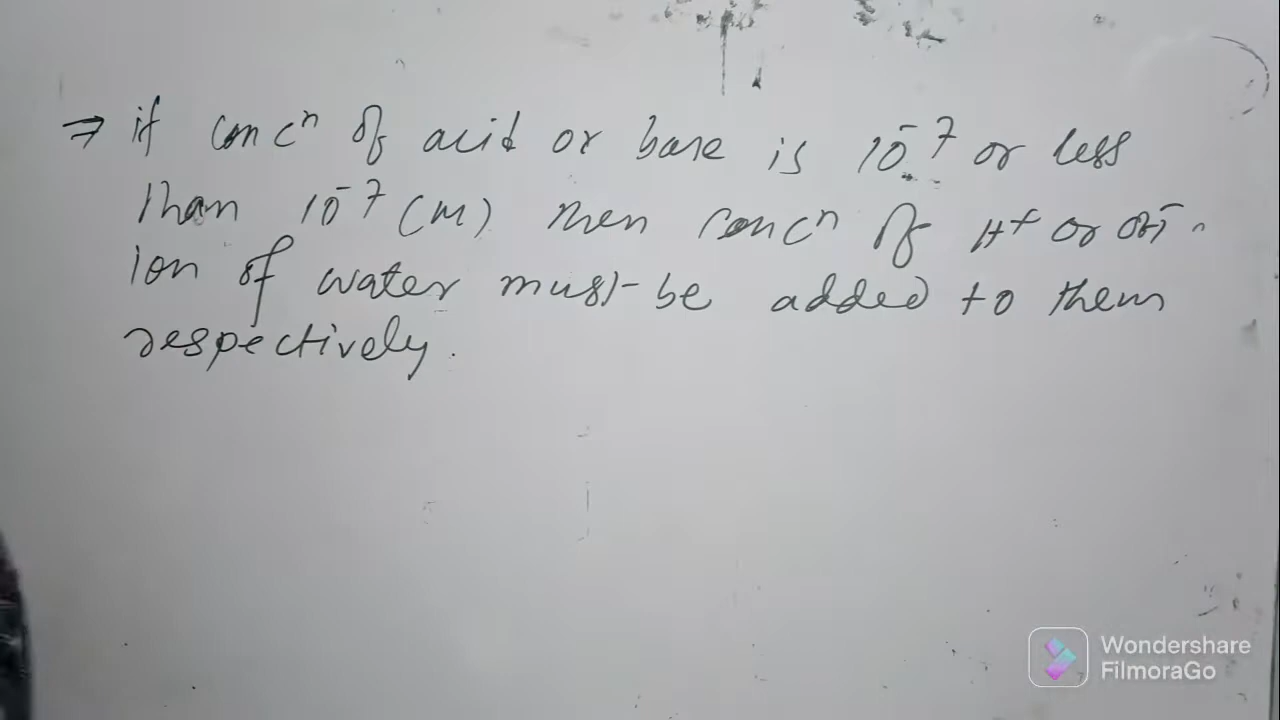 ⇒ if concⁿ of acid or base is 10⁻⁷ or less
than 10⁻⁷ (M) then concⁿ of H⁺ or OH⁻
ion of water must be added to them
respectively.
Wondershare
FilmoraGo